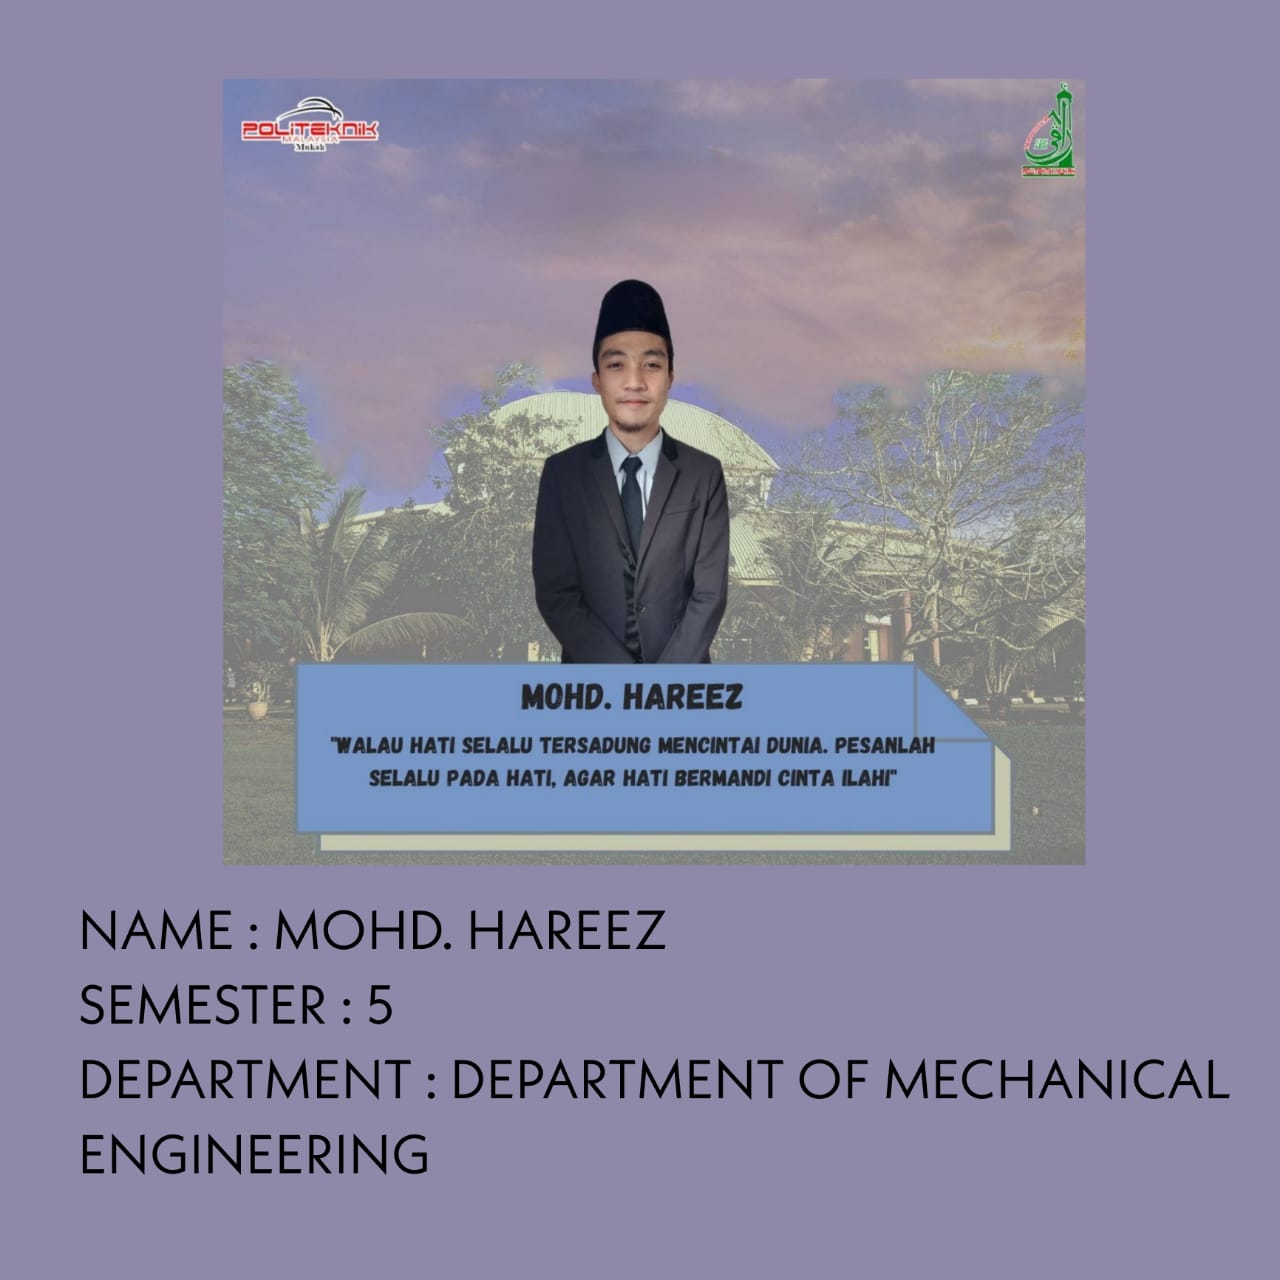 POLITEKNIK
MALAYSIA
Mukah
MOHD. HAREEZ
"WALAU HATI SELALU TERSADUNG MENCINTAI DUNIA. PESANLAH
SELALU PADA HATI, AGAR HATI BERMANDI CINTA ILAHI"
NAME : MOHD. HAREEZ
SEMESTER : 5
DEPARTMENT : DEPARTMENT OF MECHANICAL
ENGINEERING